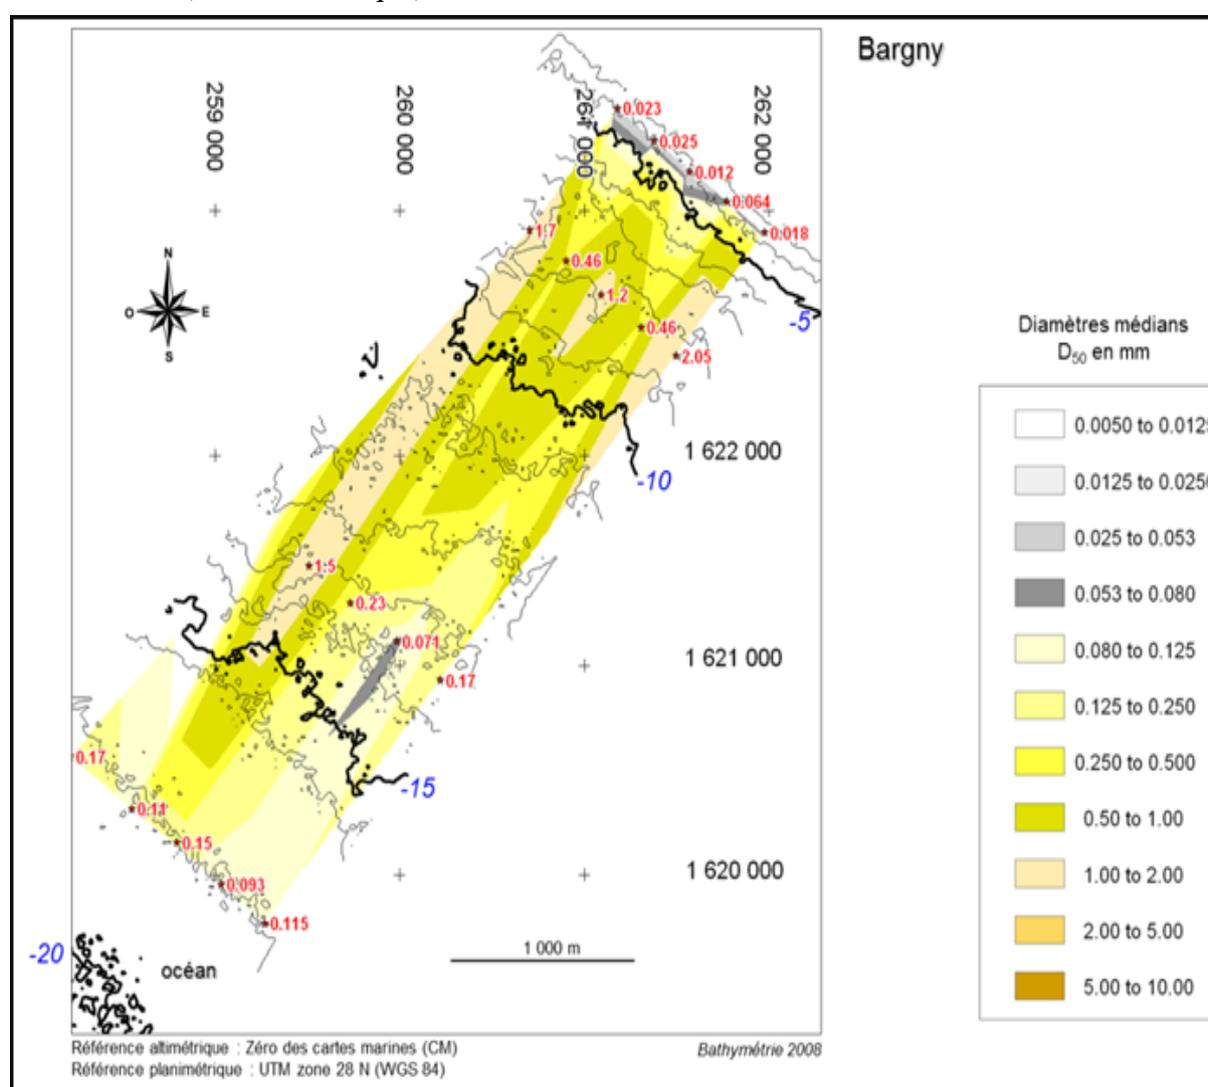 Bargny
259 000
260 000
261 000
262 000
0.023
0.025
0.012
0.064
0.018
1.7
0.46
1.2
0.46
2.05
N
O
E
S
-5
Diamètres médians
D₅₀ en mm
0.0050 to 0.0125
0.0125 to 0.0250
0.025 to 0.053
0.053 to 0.080
0.080 to 0.125
0.125 to 0.250
0.250 to 0.500
0.50 to 1.00
1.00 to 2.00
2.00 to 5.00
5.00 to 10.00
1 622 000
-10
1.5
0.23
0.071
0.17
1 621 000
0.17
-15
0.11
0.15
0.093
0.115
1 620 000
-20
océan
1 000 m
Référence altimétrique : Zéro des cartes marines (CM)
Bathymétrie 2008
Référence planimétrique : UTM zone 28 N (WGS 84)